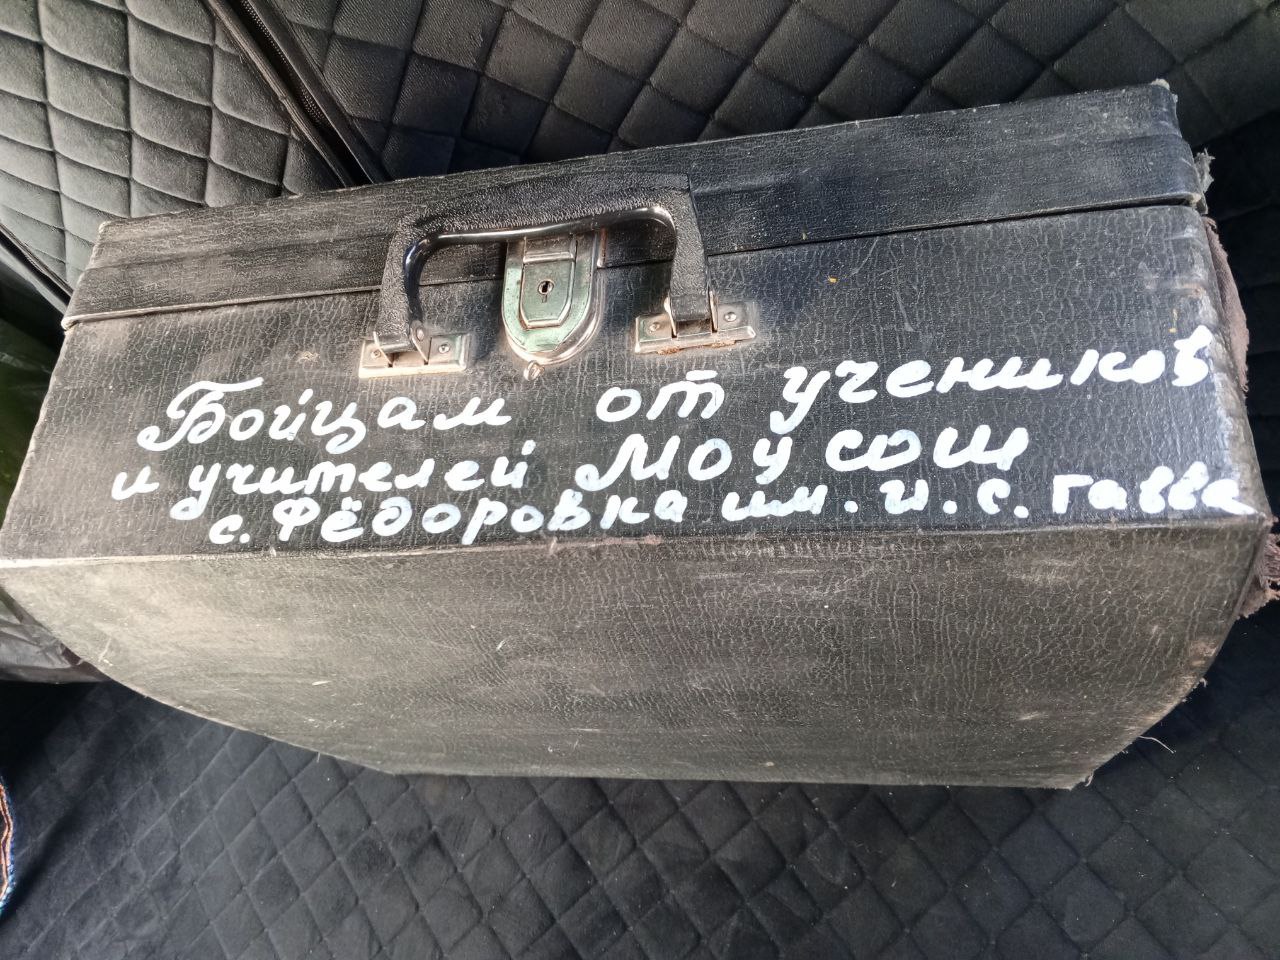 Бойцам от учеников
и учителей МОУ СОШ
с. Фёдоровка им. И. С. Гавва